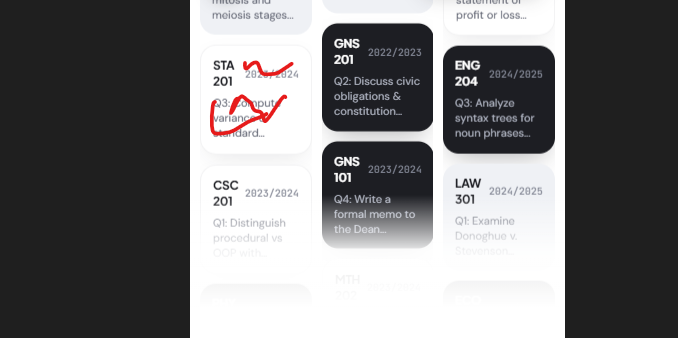 mitosis and
meiosis stages...
STA
201
2023/2024
Q3: Compute
variance &
standard...
CSC
201
2023/2024
Q1: Distinguish
procedural vs
OOP with...
GNS
201
2022/2023
Q2: Discuss civic
obligations &
constitution...
GNS
101
2023/2024
Q4: Write a
formal memo to
the Dean...
MTH
statement of
profit or loss...
ENG
204
2024/2025
Q3: Analyze
syntax trees for
noun phrases...
LAW
301
2024/2025
Q1: Examine
Donoghue v.
Stevenson...